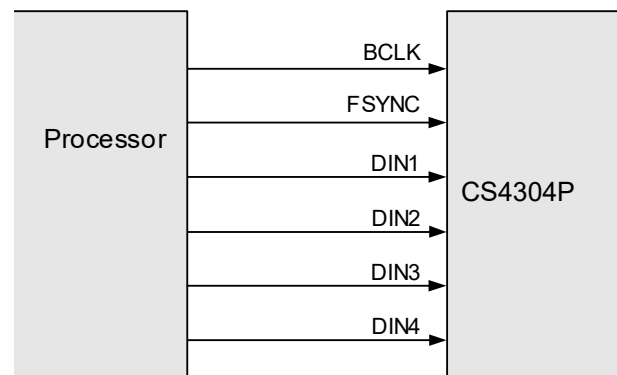 BCLK
FSYNC
Processor
DIN1
CS4304P
DIN2
DIN3
DIN4